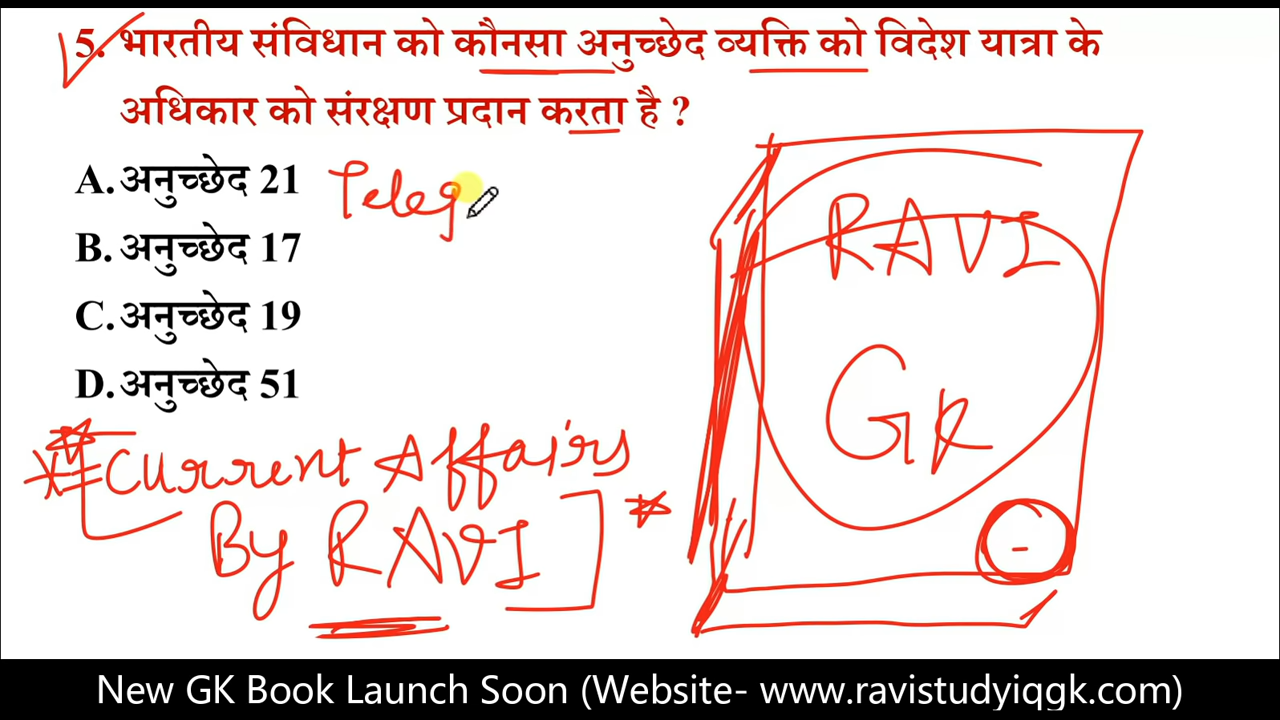 5. भारतीय संविधान को कौनसा अनुच्छेद व्यक्ति को विदेश यात्रा के
अधिकार को संरक्षण प्रदान करता है ?
A. अनुच्छेद 21
Teleg
B. अनुच्छेद 17
C. अनुच्छेद 19
D. अनुच्छेद 51
RAVI
GK
Current Affairs
By RAVI
New GK Book Launch Soon (Website- www.ravistudyiqgk.com)